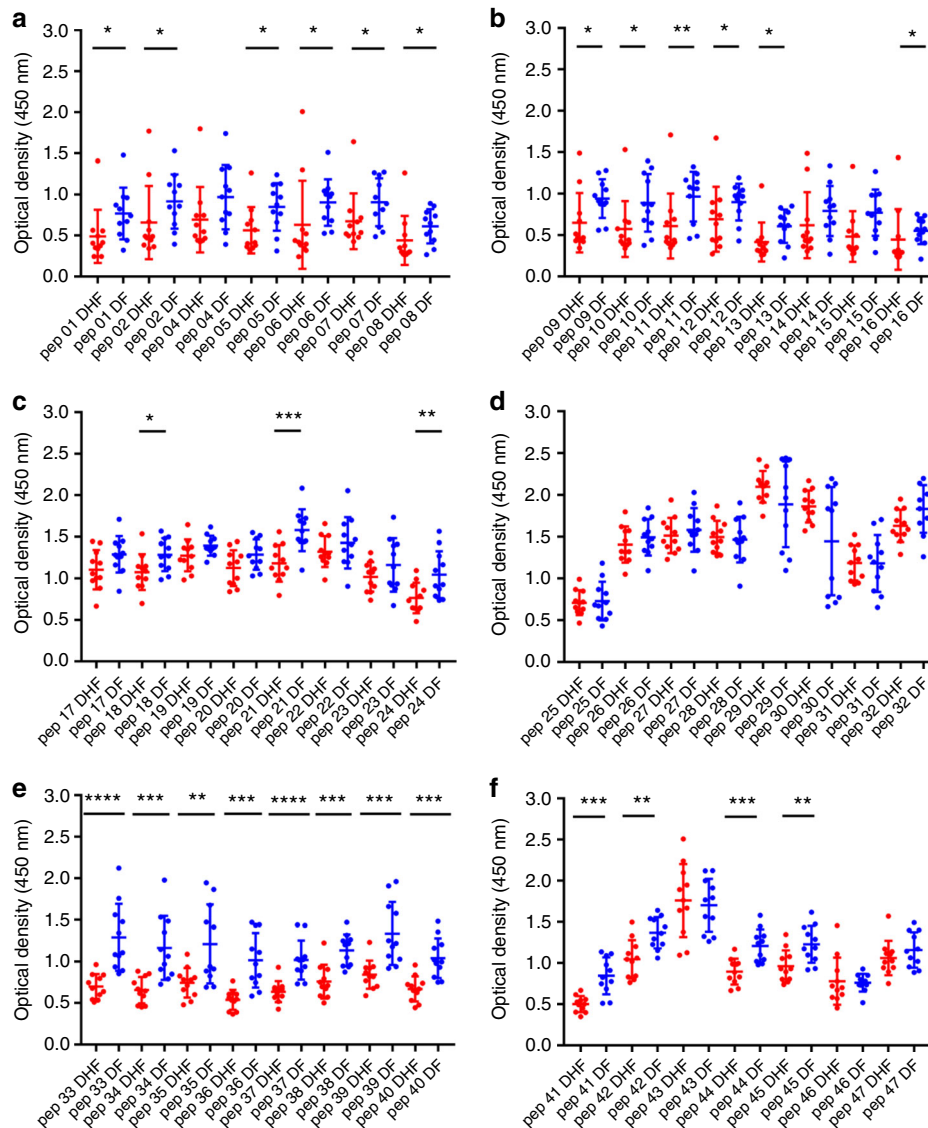 a
Optical density (450 nm)
3.0
2.5
2.0
1.5
1.0
0.5
0.0
* * * * * *
pep 01 DHF
pep 01 DF
pep 02 DHF
pep 02 DF
pep 04 DHF
pep 04 DF
pep 05 DHF
pep 05 DF
pep 06 DHF
pep 06 DF
pep 07 DHF
pep 07 DF
pep 08 DHF
pep 08 DF
b
Optical density (450 nm)
3.0
2.5
2.0
1.5
1.0
0.5
0.0
* * ** * * *
pep 09 DHF
pep 09 DF
pep 10 DHF
pep 10 DF
pep 11 DHF
pep 11 DF
pep 12 DHF
pep 12 DF
pep 13 DHF
pep 13 DF
pep 14 DHF
pep 14 DF
pep 15 DHF
pep 15 DF
pep 16 DHF
pep 16 DF
c
Optical density (450 nm)
3.0
2.5
2.0
1.5
1.0
0.5
0.0
* *** **
pep 17 DHF
pep 17 DF
pep 18 DHF
pep 18 DF
pep 19 DHF
pep 19 DF
pep 20 DHF
pep 20 DF
pep 21 DHF
pep 21 DF
pep 22 DHF
pep 22 DF
pep 23 DHF
pep 23 DF
pep 24 DHF
pep 24 DF
d
Optical density (450 nm)
3.0
2.5
2.0
1.5
1.0
0.5
0.0
pep 25 DHF
pep 25 DF
pep 26 DHF
pep 26 DF
pep 27 DHF
pep 27 DF
pep 28 DHF
pep 28 DF
pep 29 DHF
pep 29 DF
pep 30 DHF
pep 30 DF
pep 31 DHF
pep 31 DF
pep 32 DHF
pep 32 DF
e
Optical density (450 nm)
3.0
2.5
2.0
1.5
1.0
0.5
0.0
**** *** ** *** **** *** *** ***
pep 33 DHF
pep 33 DF
pep 34 DHF
pep 34 DF
pep 35 DHF
pep 35 DF
pep 36 DHF
pep 36 DF
pep 37 DHF
pep 37 DF
pep 38 DHF
pep 38 DF
pep 39 DHF
pep 39 DF
pep 40 DHF
pep 40 DF
f
Optical density (450 nm)
3.0
2.5
2.0
1.5
1.0
0.5
0.0
*** ** *** **
pep 41 DHF
pep 41 DF
pep 42 DHF
pep 42 DF
pep 43 DHF
pep 43 DF
pep 44 DHF
pep 44 DF
pep 45 DHF
pep 45 DF
pep 46 DHF
pep 46 DF
pep 47 DHF
pep 47 DF